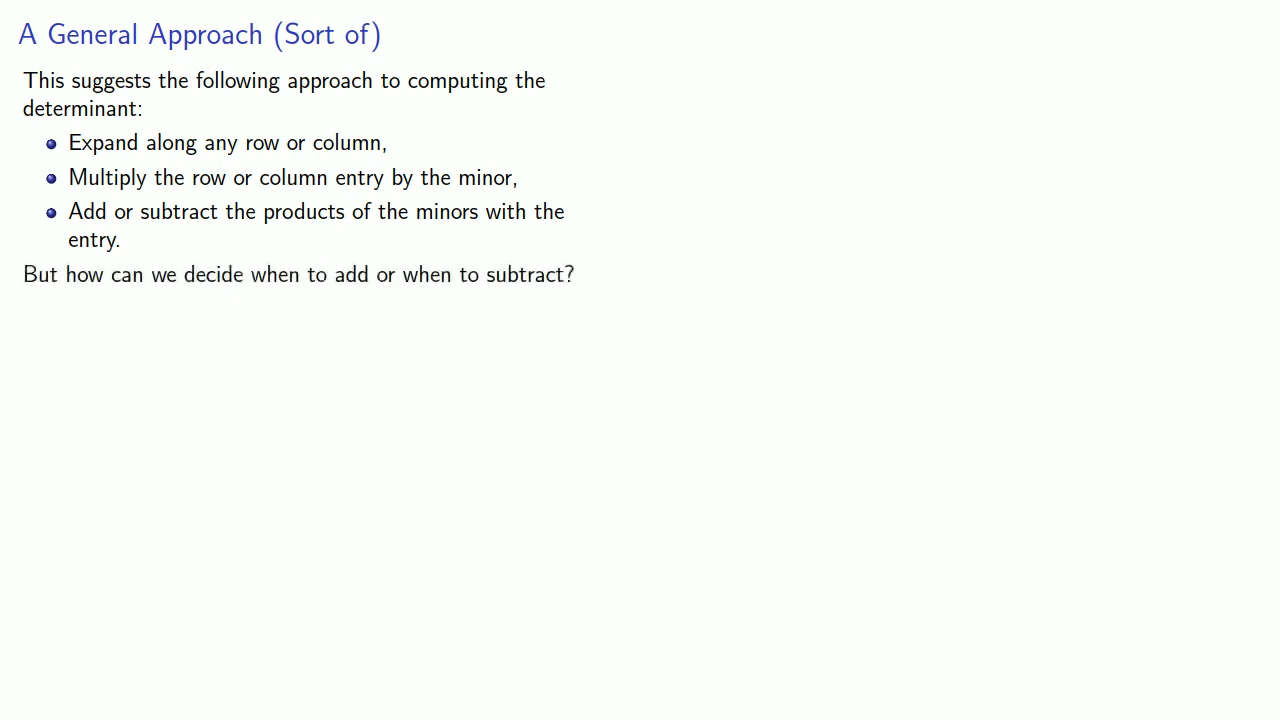 A General Approach (Sort of)
This suggests the following approach to computing the
determinant:
Expand along any row or column,
Multiply the row or column entry by the minor,
Add or subtract the products of the minors with the
entry.
But how can we decide when to add or when to subtract?